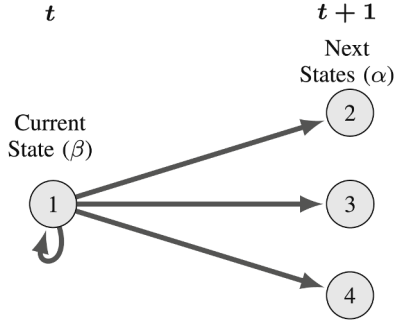 t
t + 1
Next
States (α)
Current
State (β)
2
1
3
4